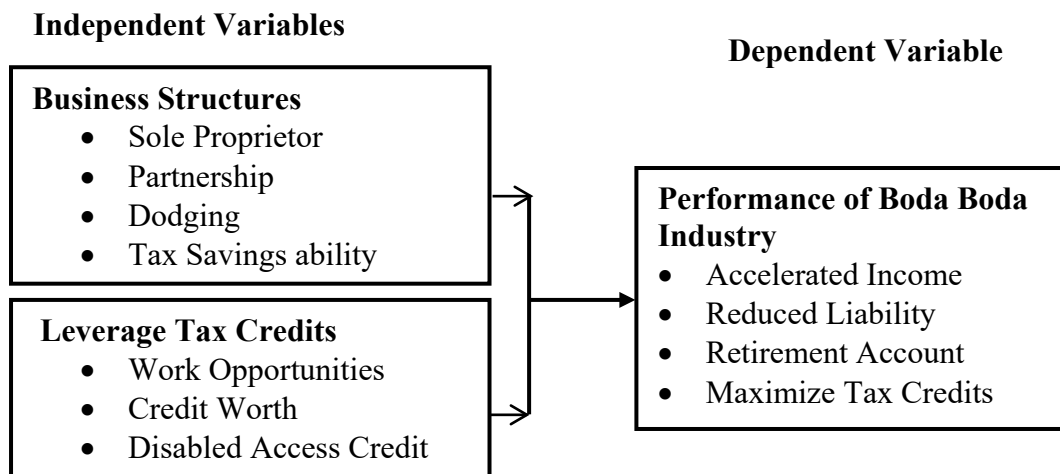 Independent Variables
Dependent Variable
Business Structures
• Sole Proprietor
• Partnership
• Dodging
• Tax Savings ability
Leverage Tax Credits
• Work Opportunities
• Credit Worth
• Disabled Access Credit
Performance of Boda Boda
Industry
• Accelerated Income
• Reduced Liability
• Retirement Account
• Maximize Tax Credits